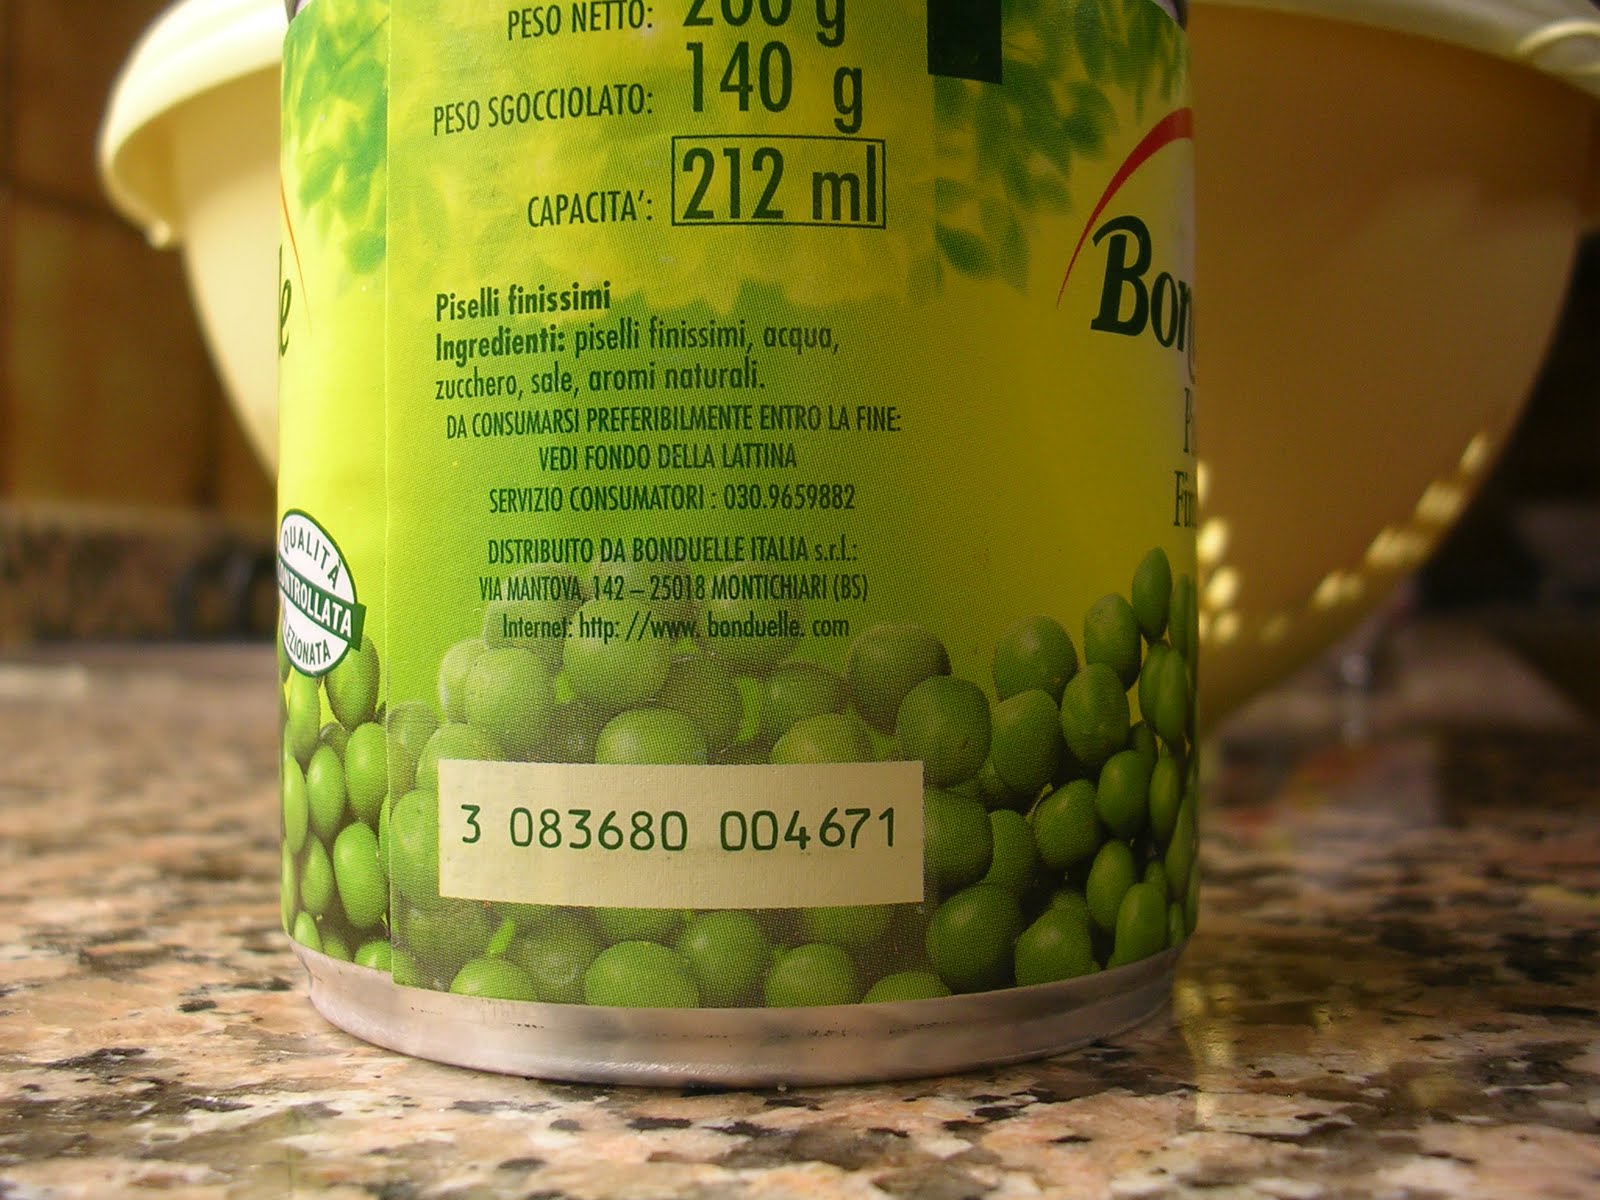 PESO NETTO: 200 g
PESO SGOCCIOLATO: 140 g
CAPACITA': 212 ml
Piselli finissimi
Ingredienti: piselli finissimi, acqua,
zucchero, sale, aromi naturali.
DA CONSUMARSI PREFERIBILMENTE ENTRO LA FINE:
VEDI FONDO DELLA LATTINA
SERVIZIO CONSUMATORI : 030.9659882
DISTRIBUITO DA BONDUELLE ITALIA s.r.l.:
VIA MANTOVA, 142 – 25018 MONTICHIARI (BS)
Internet: http: //www. bonduelle. com
3 083680 004671
QUALITÀ
CONTROLLATA
Bon